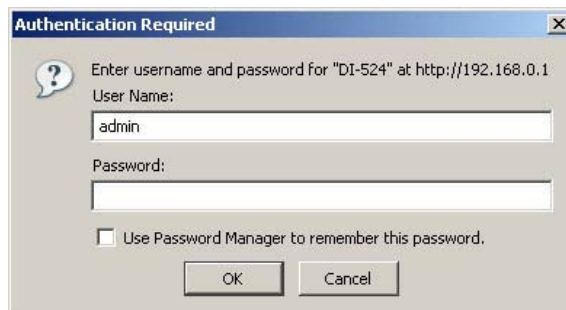 Authentication Required
Enter username and password for "DI-524" at http://192.168.0.1
User Name:
admin
Password:
Use Password Manager to remember this password.
OK
Cancel